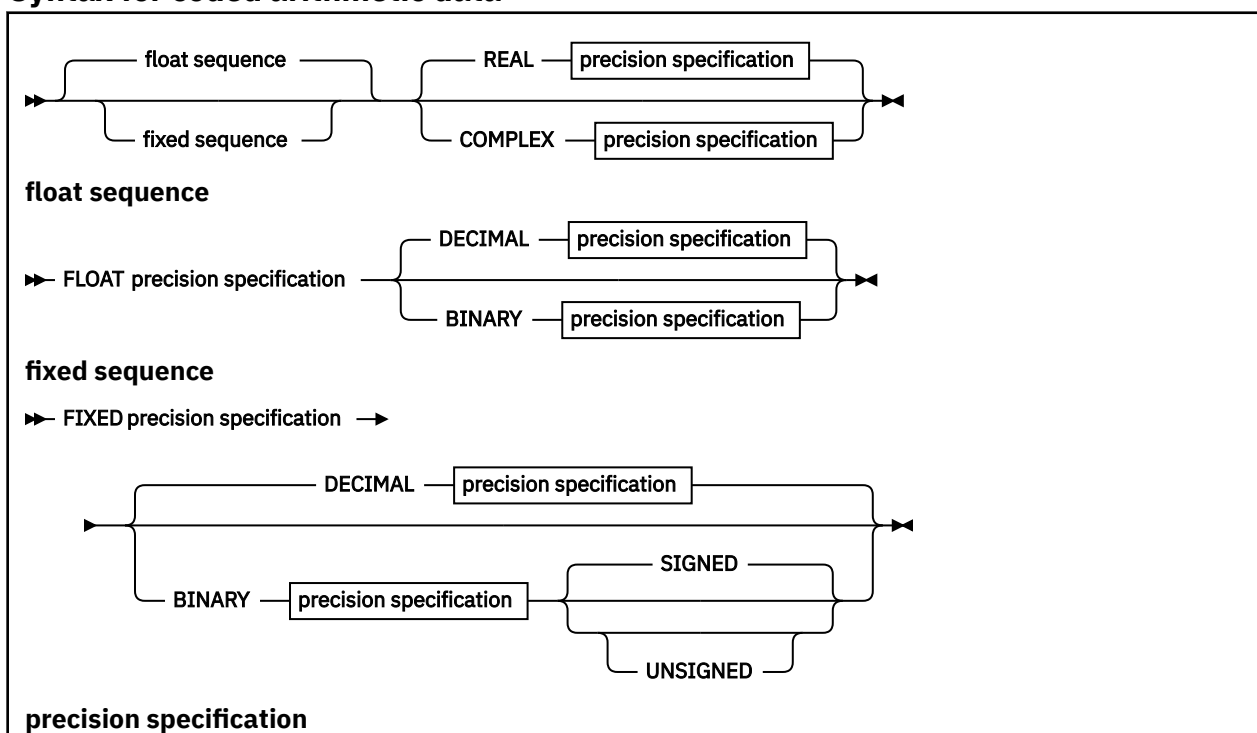 Syntax for coded arithmetic data
float sequence REAL precision specification
fixed sequence COMPLEX precision specification
float sequence
DECIMAL precision specification
FLOAT precision specification
BINARY precision specification
fixed sequence
FIXED precision specification
DECIMAL precision specification
SIGNED
BINARY precision specification
UNSIGNED
precision specification